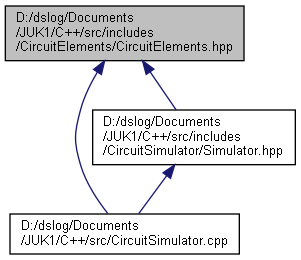 D:/dslog/Documents
/JUK1/C++/src/includes
/CircuitElements/CircuitElements.hpp
D:/dslog/Documents
/JUK1/C++/src/includes
/CircuitSimulator/Simulator.hpp
D:/dslog/Documents
/JUK1/C++/src/CircuitSimulator.cpp